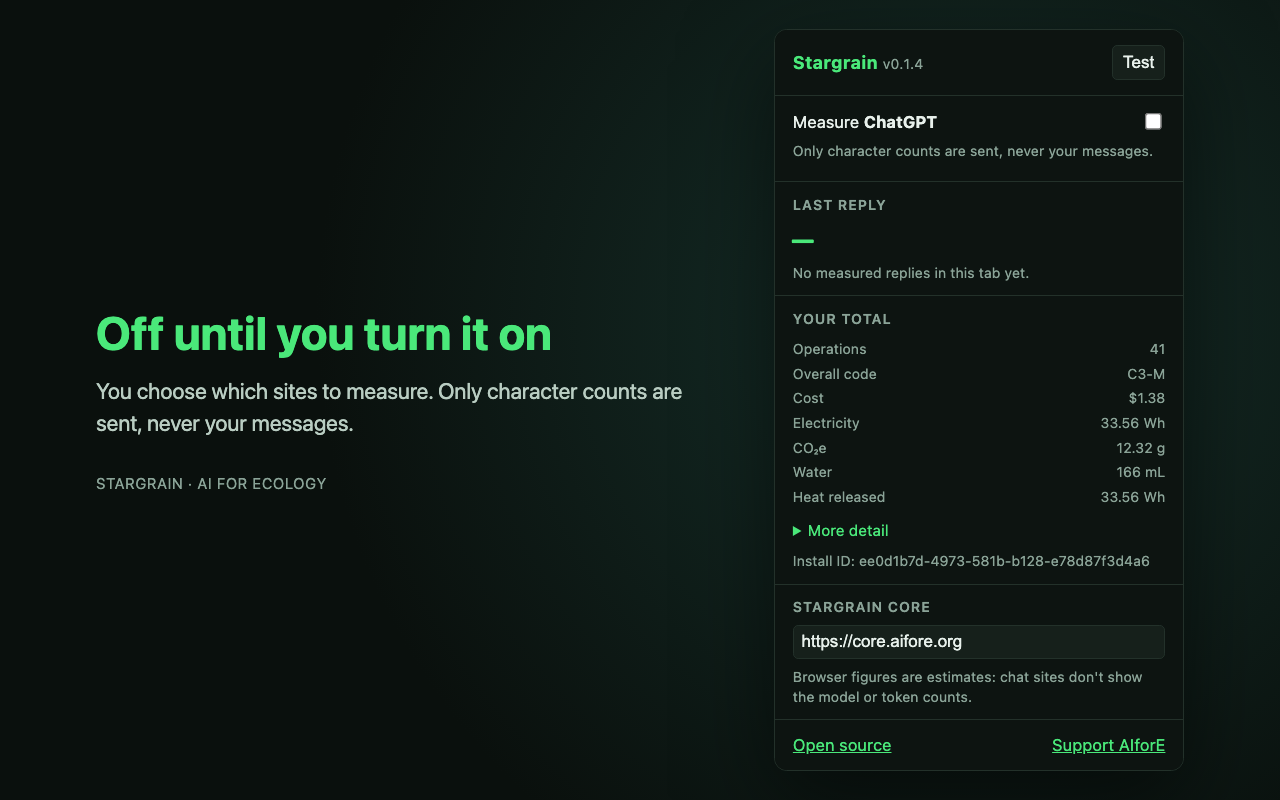 Off until you turn it on
You choose which sites to measure. Only character counts are
sent, never your messages.
STARGRAIN · AI FOR ECOLOGY
Stargrain v0.1.4
Test
Measure ChatGPT
Only character counts are sent, never your messages.
LAST REPLY
—
No measured replies in this tab yet.
YOUR TOTAL
Operations 41
Overall code C3-M
Cost $1.38
Electricity 33.56 Wh
CO₂e 12.32 g
Water 166 mL
Heat released 33.56 Wh
▶ More detail
Install ID: ee0d1b7d-4973-581b-b128-e78d87f3d4a6
STARGRAIN CORE
https://core.aifore.org
Browser figures are estimates: chat sites don't show
the model or token counts.
Open source
Support AIforE